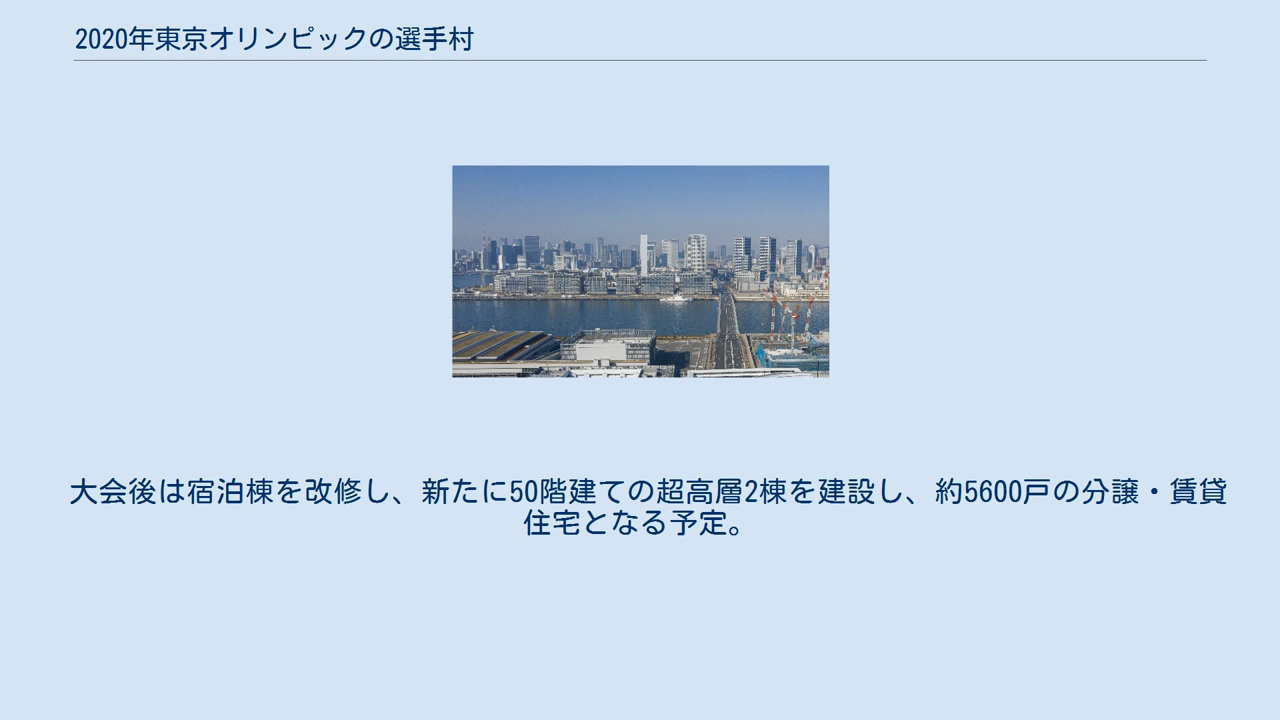 2020年東京オリンピックの選手村
大会後は宿泊棟を改修し、新たに50階建ての超高層2棟を建設し、約5600戸の分譲・賃貸
住宅となる予定。